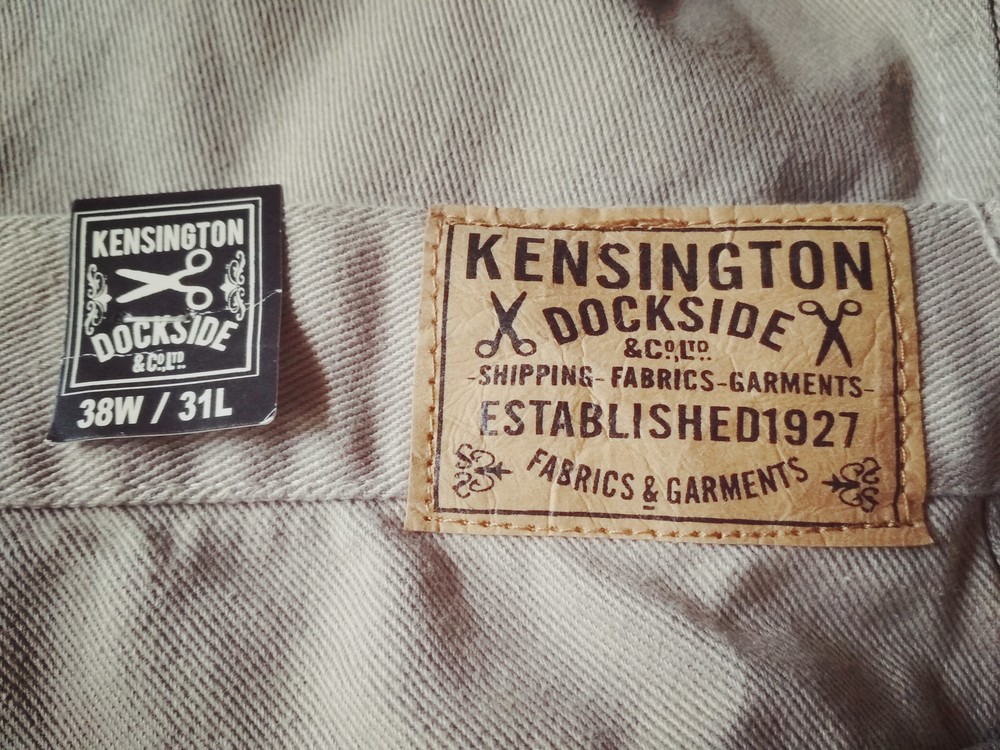 KENSINGTON
DOCKSIDE
&CO,LTD.
38W / 31L
KENSINGTON
DOCKSIDE
&CO,LTD.
-SHIPPING-FABRICS-GARMENTS-
ESTABLISHED1927
FABRICS & GARMENTS